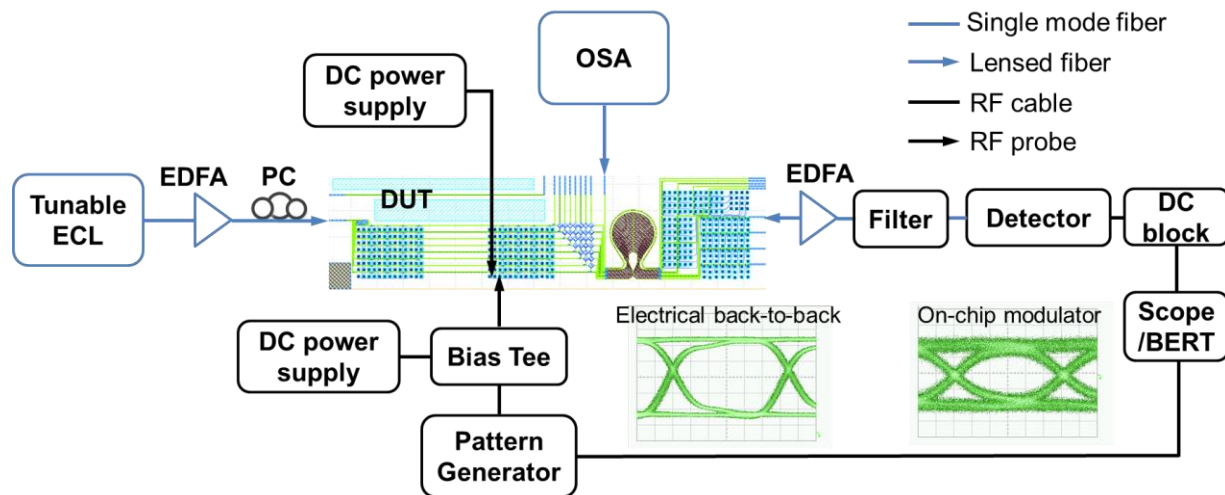 Single mode fiber
Lensed fiber
RF cable
RF probe
OSA
DC power
supply
EDFA
PC
Tunable
ECL
DUT
EDFA
Filter
Detector
DC
block
Electrical back-to-back
On-chip modulator
Scope
/BERT
DC power
supply
Bias Tee
Pattern
Generator